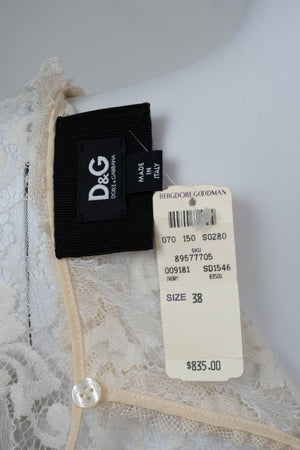 D&G
DOLCE & GABBANA
MADE
IN
ITALY
BERGDORF GOODMAN
070 150 S0280
SKU
89577705
009181 SD1546
IVORY 83500
SIZE 38
$835.00